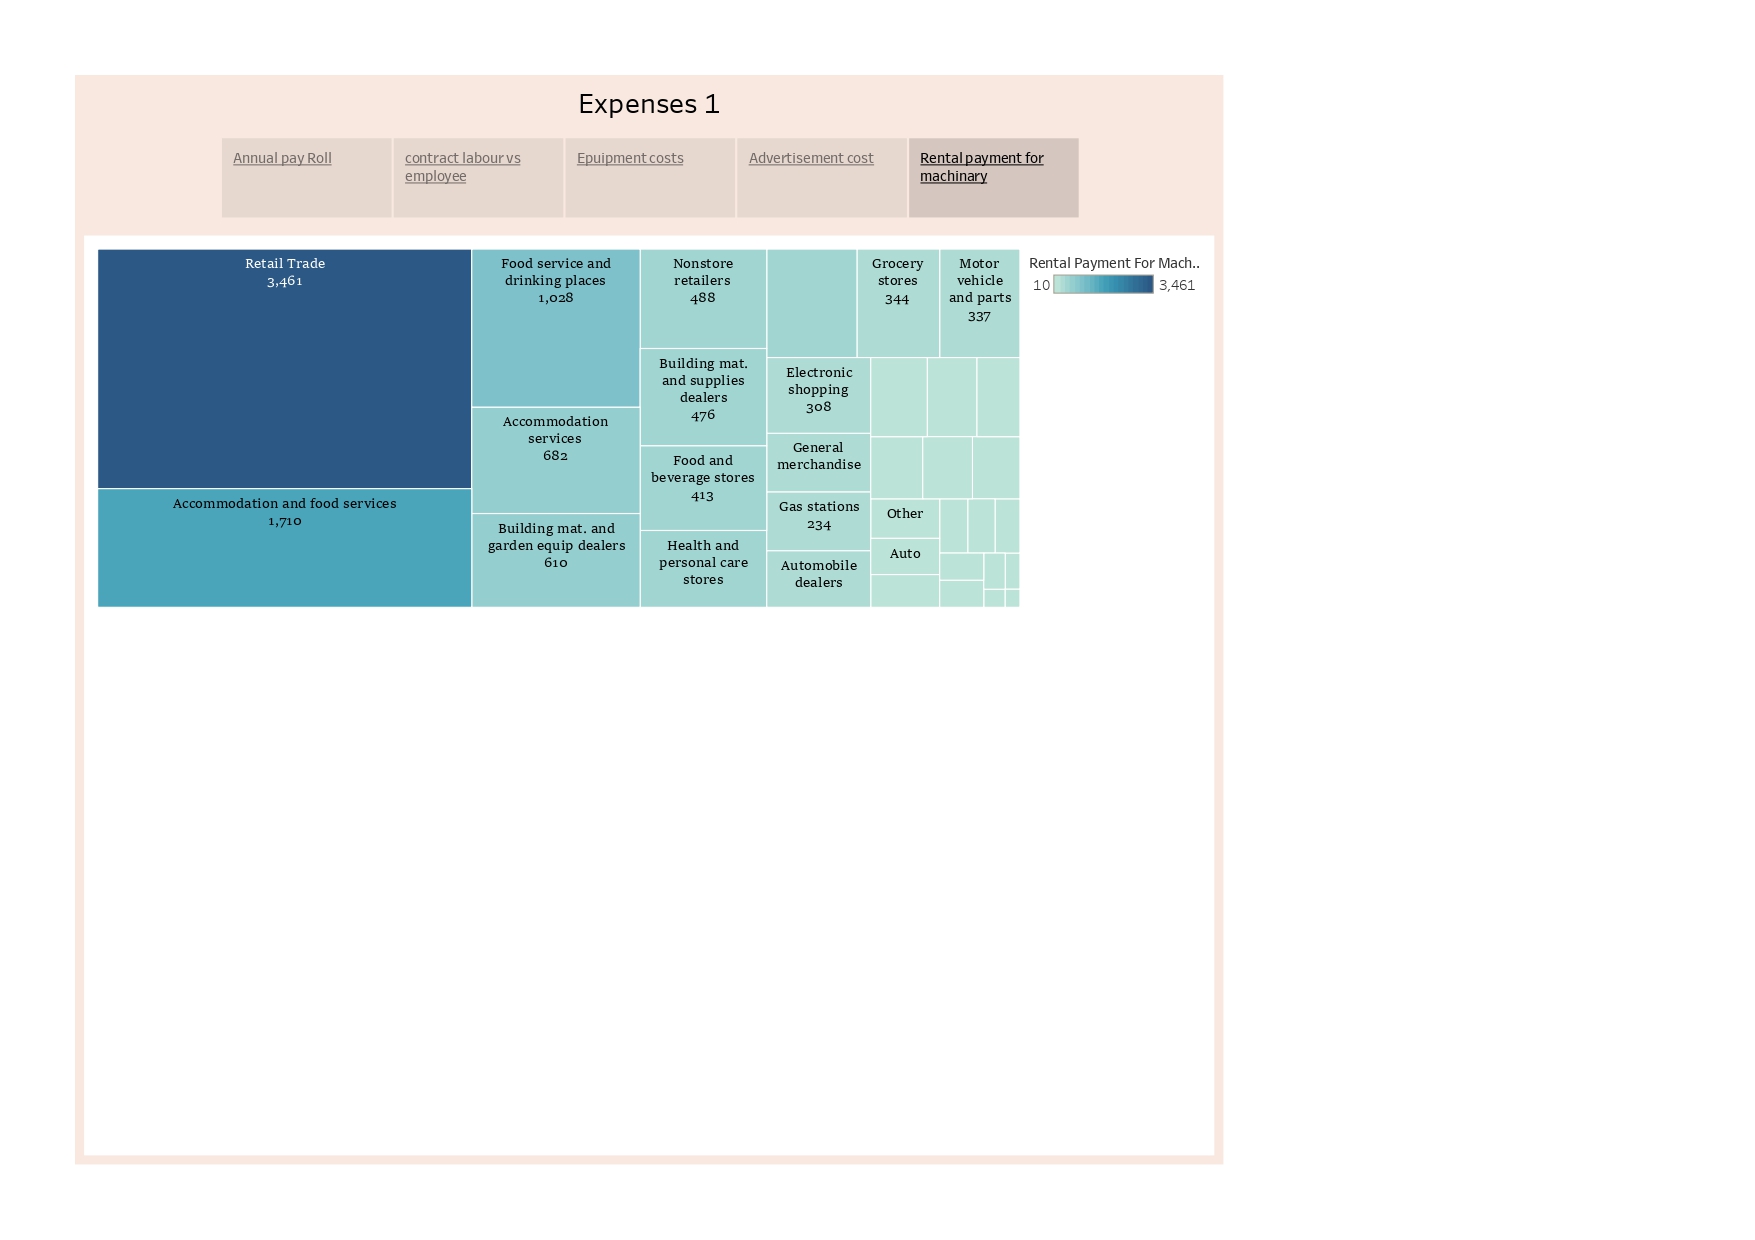 Expenses 1
Annual pay Roll
contract labour vs
employee
Epuipment costs
Advertisement cost
Rental payment for
machinary
Retail Trade
3,461
Accommodation and food services
1,710
Food service and
drinking places
1,028
Accommodation
services
682
Building mat. and
garden equip dealers
610
Nonstore
retailers
488
Building mat.
and supplies
dealers
476
Food and
beverage stores
413
Health and
personal care
stores
Grocery
stores
344
Motor
vehicle
and parts
337
Electronic
shopping
308
General
merchandise
Gas stations
234
Automobile
dealers
Other
Auto
Rental Payment For Mach..
10
3,461